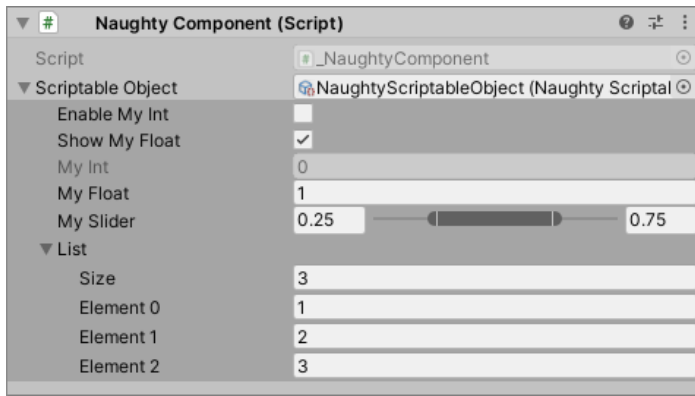 # Naughty Component (Script)
Script # _NaughtyComponent
Scriptable Object NaughtyScriptableObject (Naughty Scriptal
Enable My Int
Show My Float
My Int 0
My Float 1
My Slider 0.25 0.75
List
Size 3
Element 0 1
Element 1 2
Element 2 3